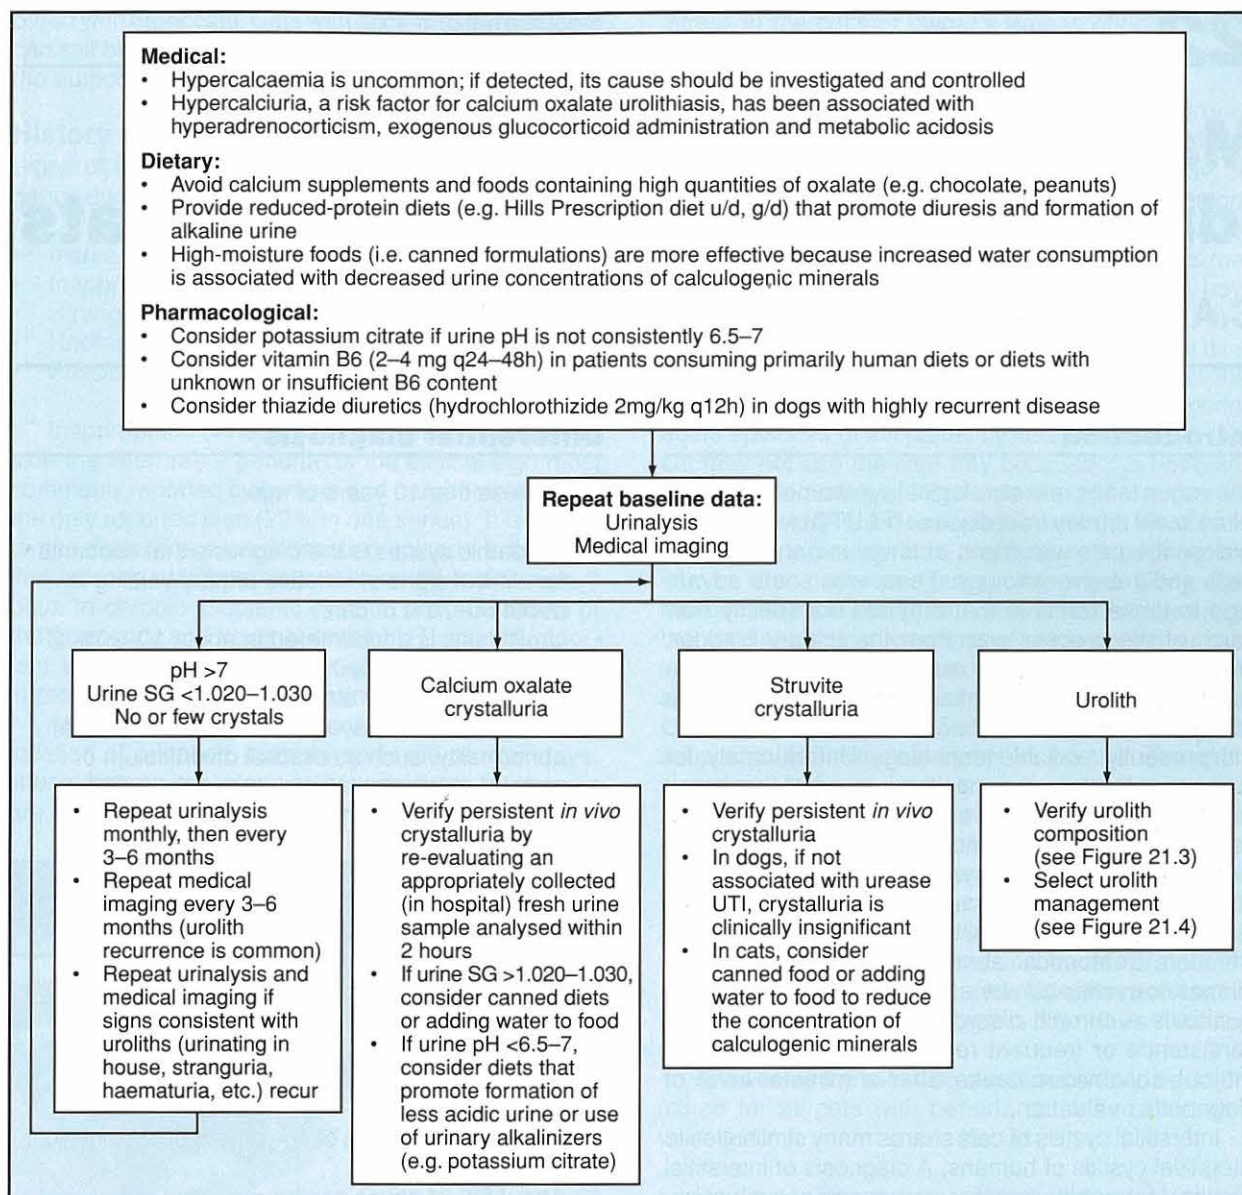 Medical:
• Hypercalcaemia is uncommon; if detected, its cause should be investigated and controlled
• Hypercalciuria, a risk factor for calcium oxalate urolithiasis, has been associated with
hyperadrenocorticism, exogenous glucocorticoid administration and metabolic acidosis
Dietary:
• Avoid calcium supplements and foods containing high quantities of oxalate (e.g. chocolate, peanuts)
• Provide reduced-protein diets (e.g. Hills Prescription diet u/d, g/d) that promote diuresis and formation of
alkaline urine
• High-moisture foods (i.e. canned formulations) are more effective because increased water consumption
is associated with decreased urine concentrations of calculogenic minerals
Pharmacological:
• Consider potassium citrate if urine pH is not consistently 6.5–7
• Consider vitamin B6 (2–4 mg q24–48h) in patients consuming primarily human diets or diets with
unknown or insufficient B6 content
• Consider thiazide diuretics (hydrochlorothizide 2mg/kg q12h) in dogs with highly recurrent disease
Repeat baseline data:
Urinalysis
Medical imaging
pH >7
Urine SG <1.020–1.030
No or few crystals
• Repeat urinalysis
monthly, then every
3–6 months
• Repeat medical
imaging every 3–6
months (urolith
recurrence is common)
• Repeat urinalysis and
medical imaging if
signs consistent with
uroliths (urinating in
house, stranguria,
haematuria, etc.) recur
Calcium oxalate
crystalluria
• Verify persistent in vivo
crystalluria by
re-evaluating an
appropriately collected
(in hospital) fresh urine
sample analysed within
2 hours
• If urine SG >1.020–1.030,
consider canned diets
or adding water to food
• If urine pH <6.5–7,
consider diets that
promote formation of
less acidic urine or use
of urinary alkalinizers
(e.g. potassium citrate)
Struvite
crystalluria
• Verify persistent in vivo
crystalluria
• In dogs, if not
associated with urease
UTI, crystalluria is
clinically insignificant
• In cats, consider
canned food or adding
water to food to reduce
the concentration of
calculogenic minerals
Urolith
• Verify urolith
composition
(see Figure 21.3)
• Select urolith
management
(see Figure 21.4)